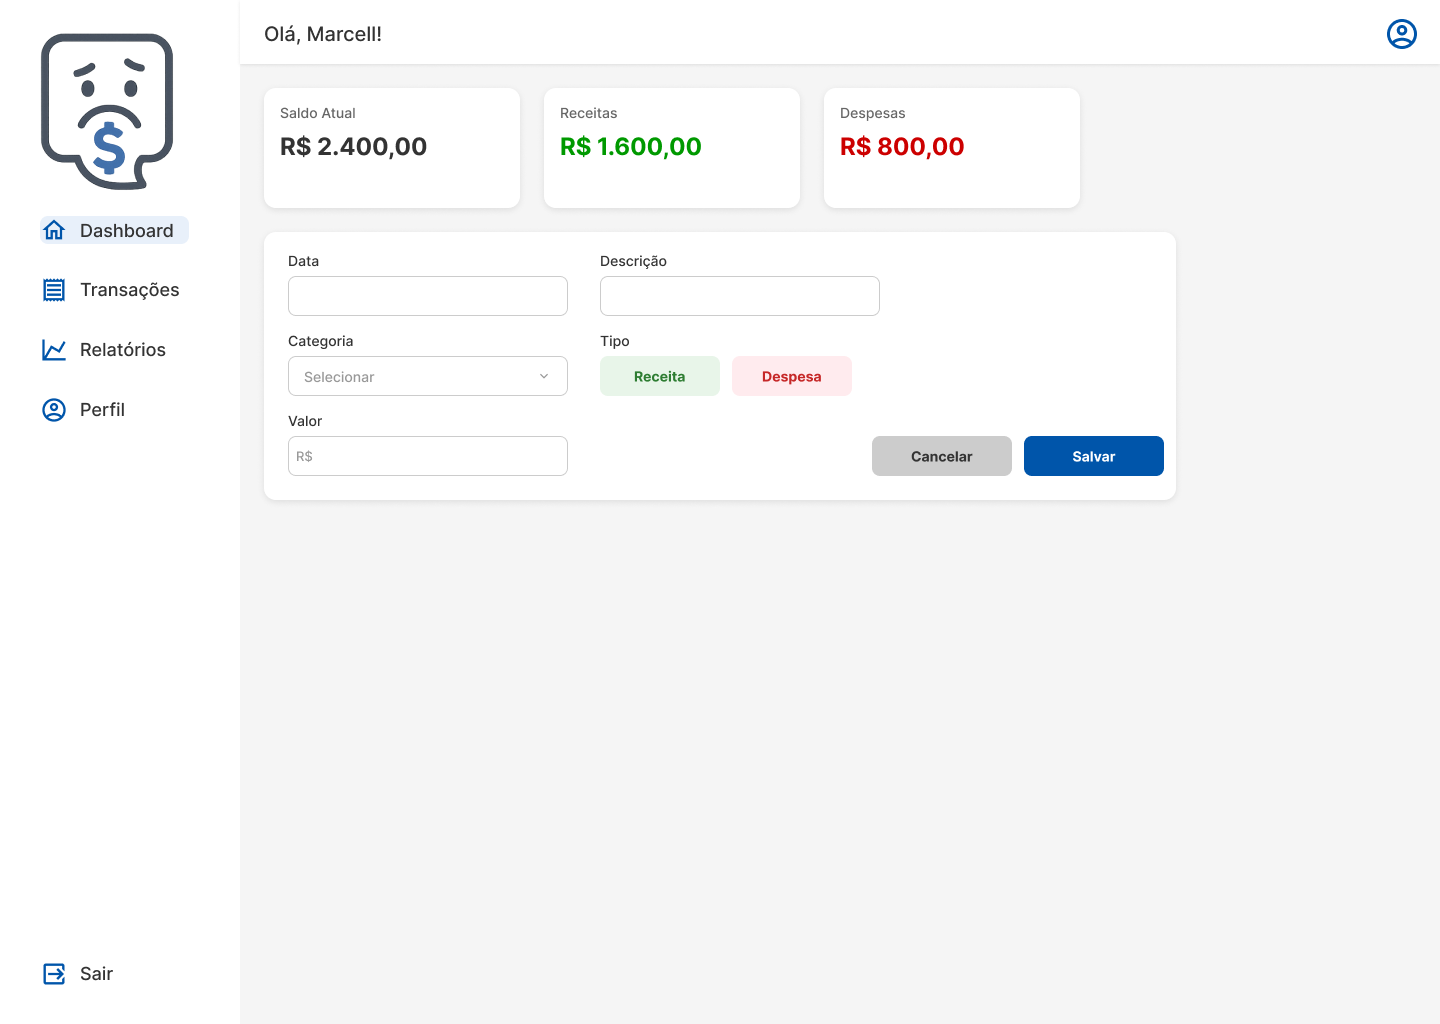 Olá, Marcell!
$
Dashboard
Transações
Relatórios
Perfil
Sair
Saldo Atual
R$ 2.400,00
Receitas
R$ 1.600,00
Despesas
R$ 800,00
Data
Descrição
Categoria
Selecionar
Tipo
Receita
Despesa
Valor
R$
Cancelar
Salvar